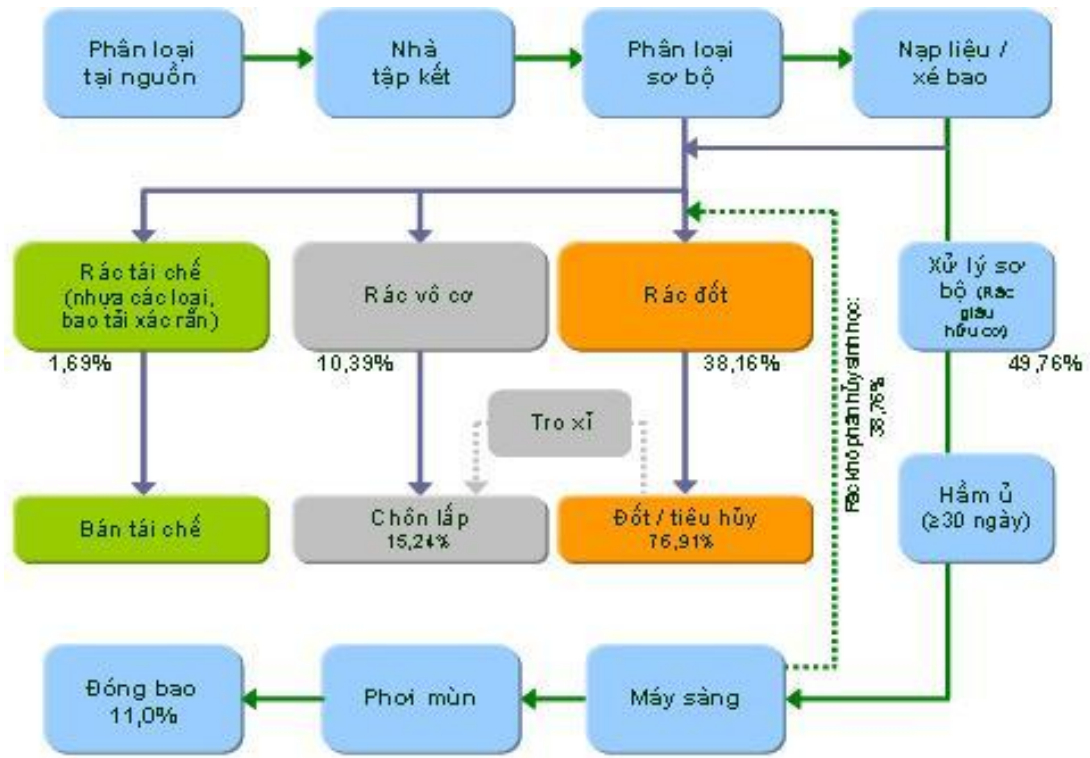 Phân loại
tại nguồn
Nhà
tập kết
Phân loại
sơ bộ
Nạp liệu /
xé bao
Rác tái chế
(nhựa các loại,
bao tải xác rắn)
1,69%
Rác vô cơ
10,39%
Rác đốt
38,16%
Rác khó phân hủy sinh học:
38,76%
Xử lý sơ
bộ (Rác
giàu
hữu cơ)
49,76%
Tro xỉ
Bán tái chế
Chôn lấp
15,24%
Đốt / tiêu hủy
76,91%
Hầm ủ
(≥30 ngày)
Đóng bao
11,0%
Phơi mùn
Máy sàng